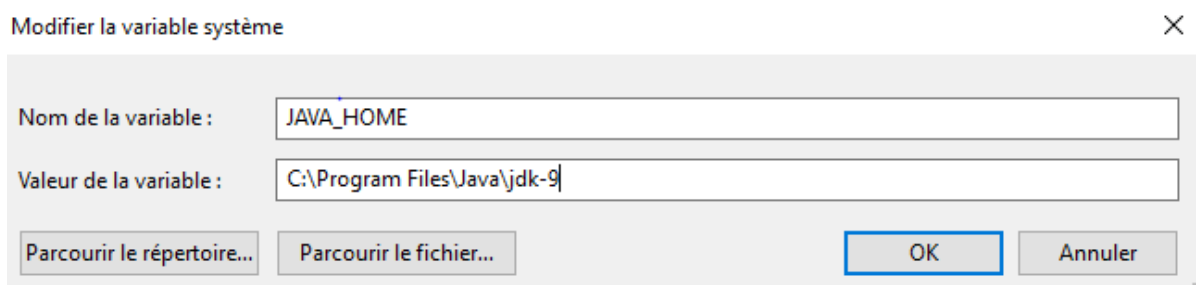 Modifier la variable système
Nom de la variable : JAVA_HOME
Valeur de la variable : C:\Program Files\Java\jdk-9
Parcourir le répertoire... Parcourir le fichier... OK Annuler